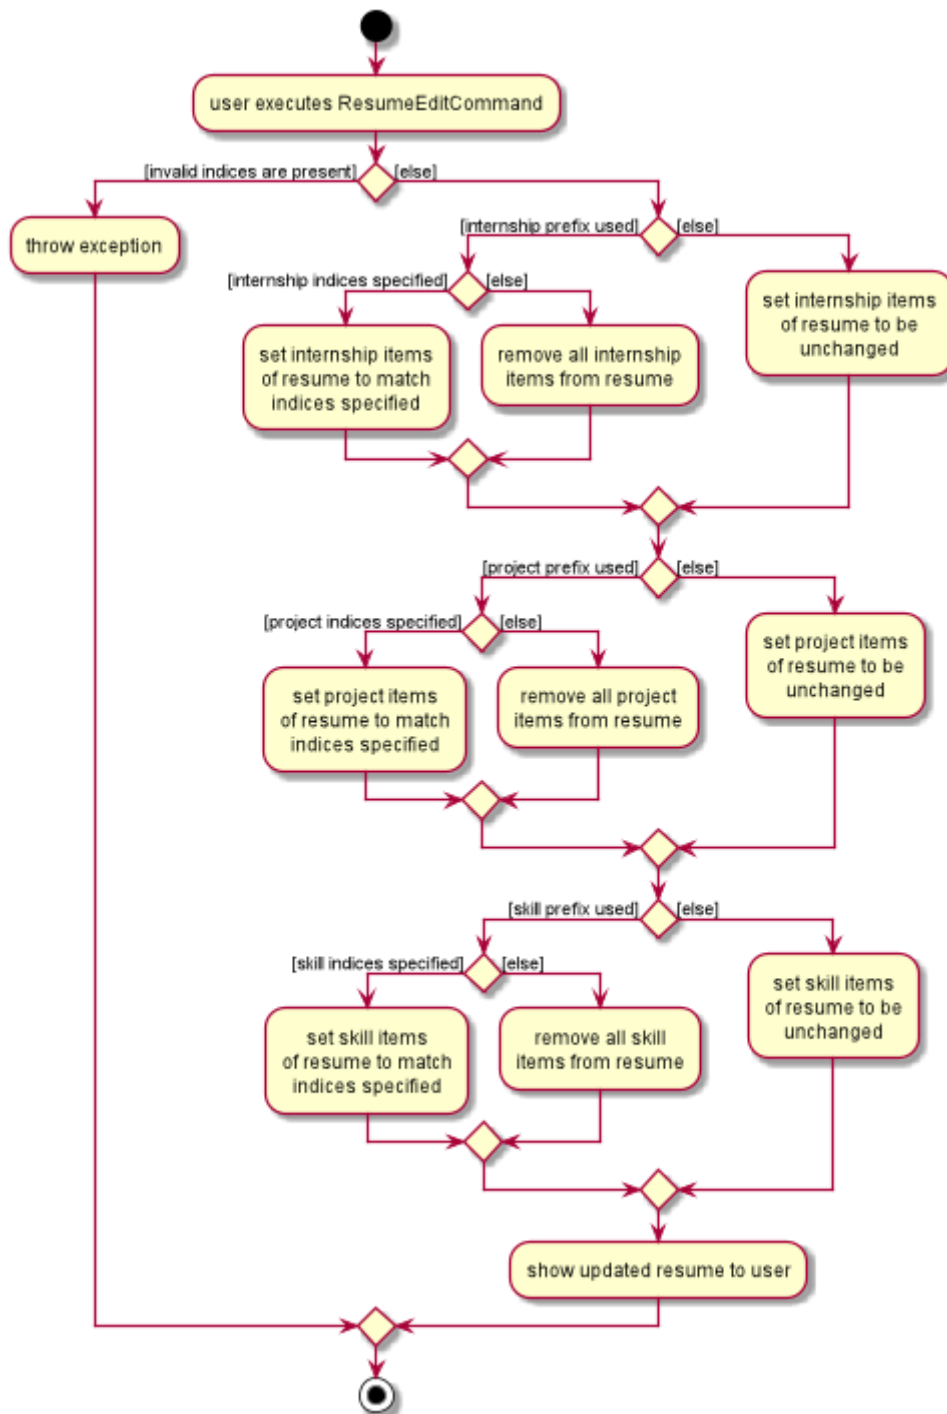 user executes ResumeEditCommand
[invalid indices are present]
[else]
throw exception
[internship prefix used]
[else]
[internship indices specified]
[else]
set internship items
of resume to be
unchanged
set internship items
of resume to match
indices specified
remove all internship
items from resume
[project prefix used]
[else]
[project indices specified]
[else]
set project items
of resume to be
unchanged
set project items
of resume to match
indices specified
remove all project
items from resume
[skill prefix used]
[else]
[skill indices specified]
[else]
set skill items
of resume to be
unchanged
set skill items
of resume to match
indices specified
remove all skill
items from resume
show updated resume to user